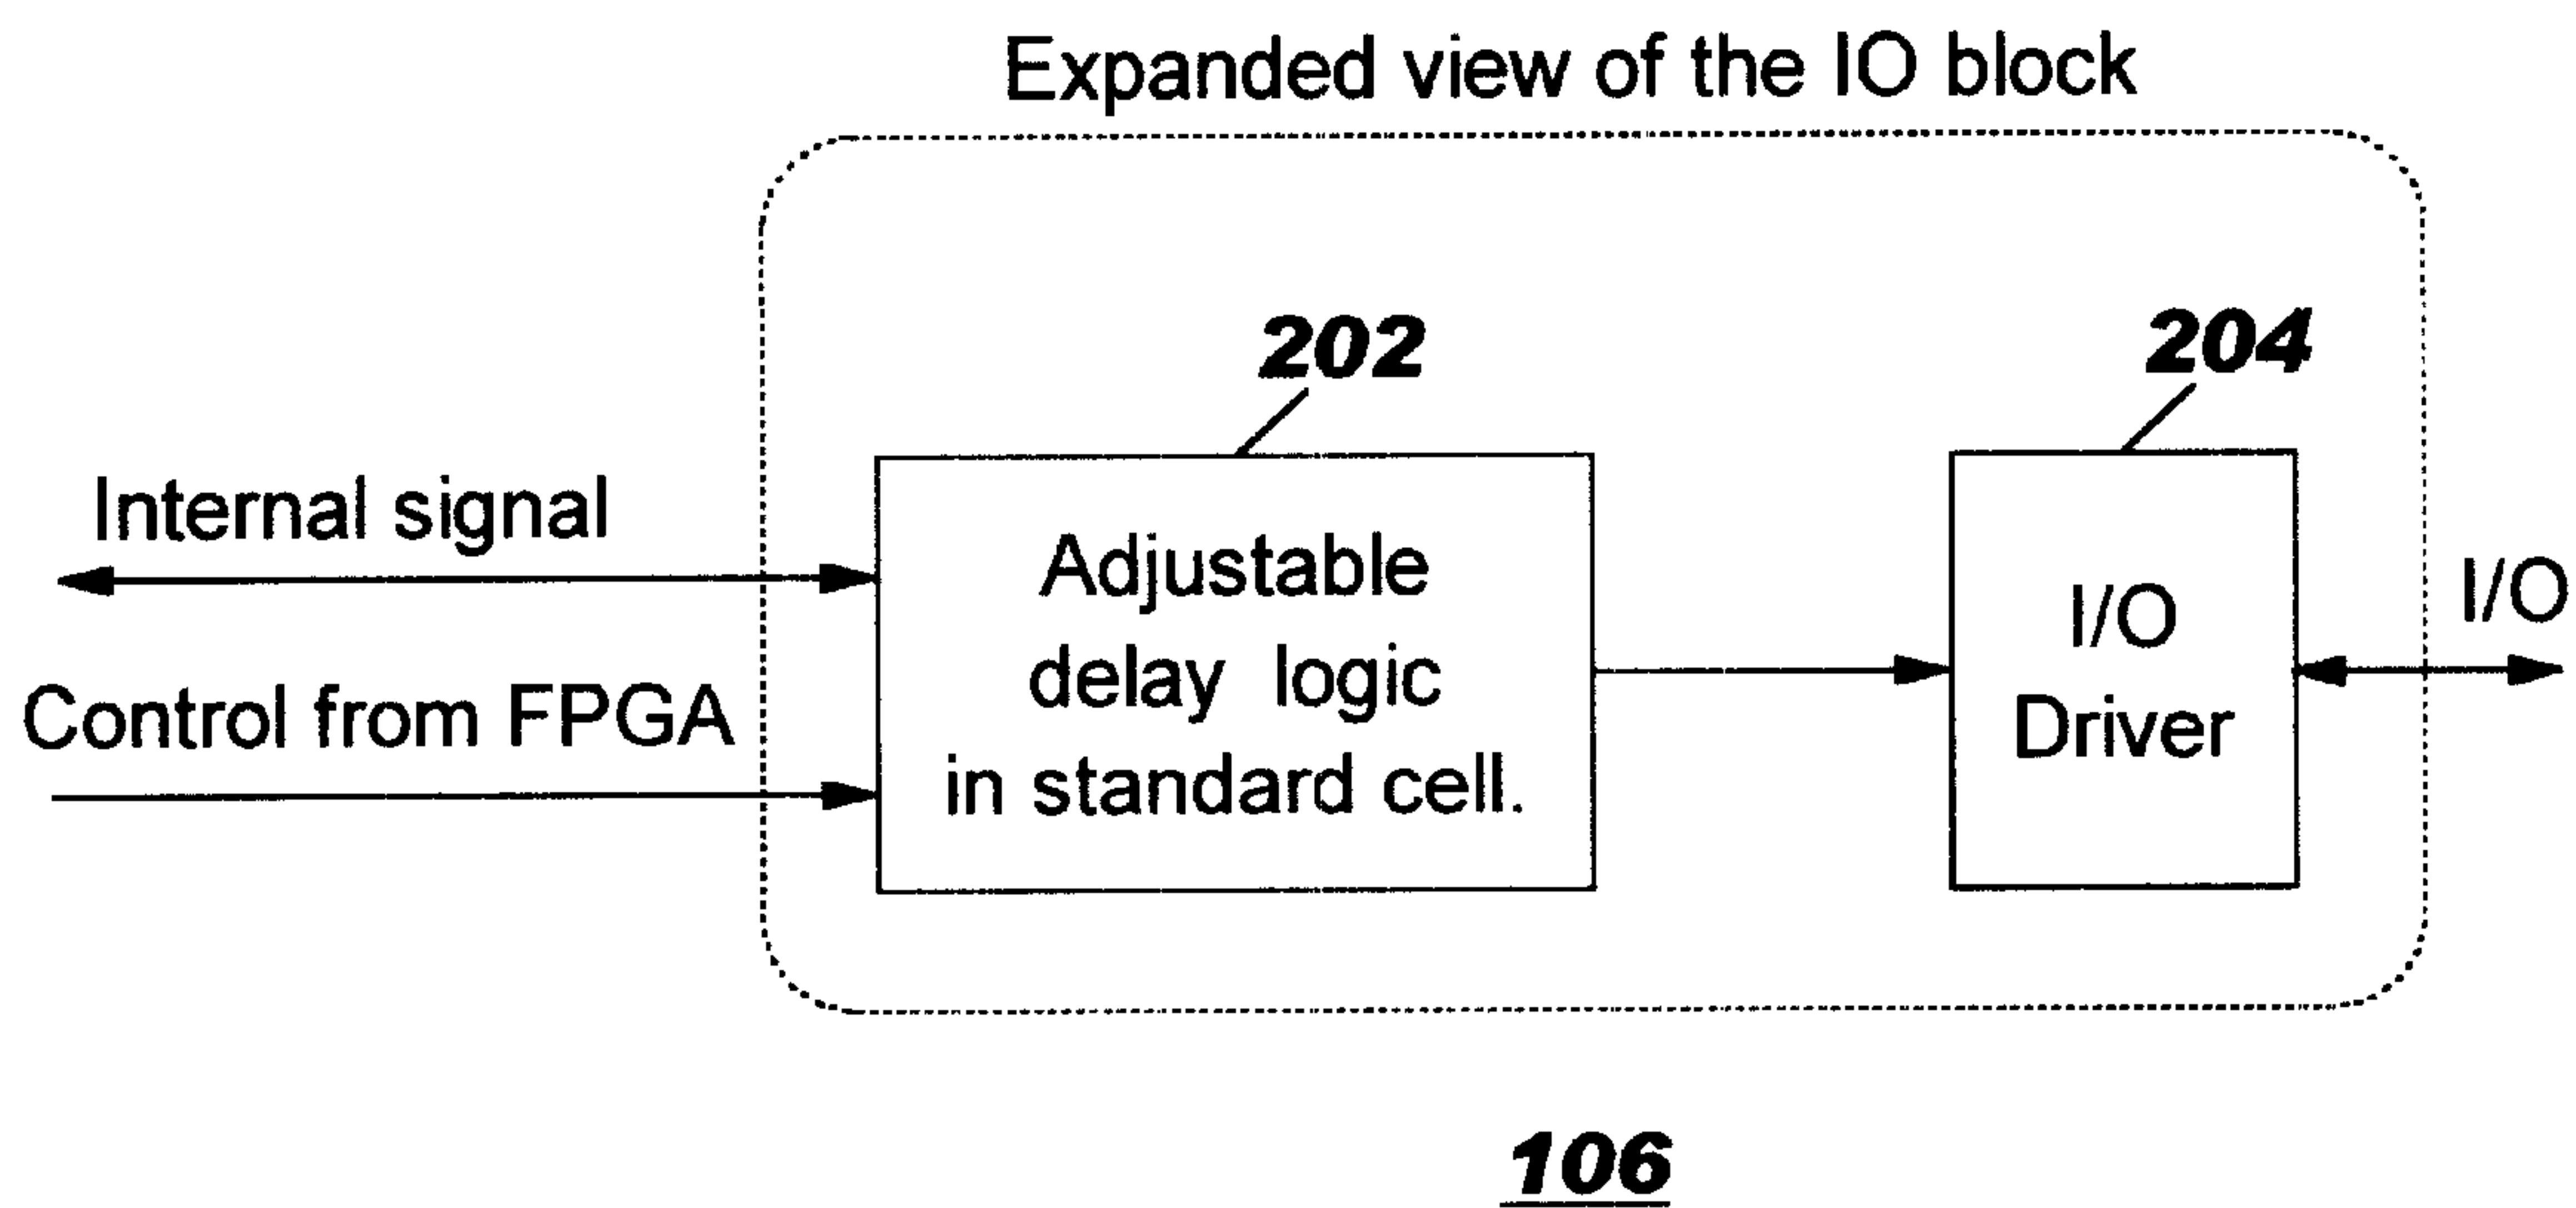 Expanded view of the IO block
202
204
Internal signal
Control from FPGA
Adjustable
delay logic
in standard cell.
I/O
Driver
I/O
106